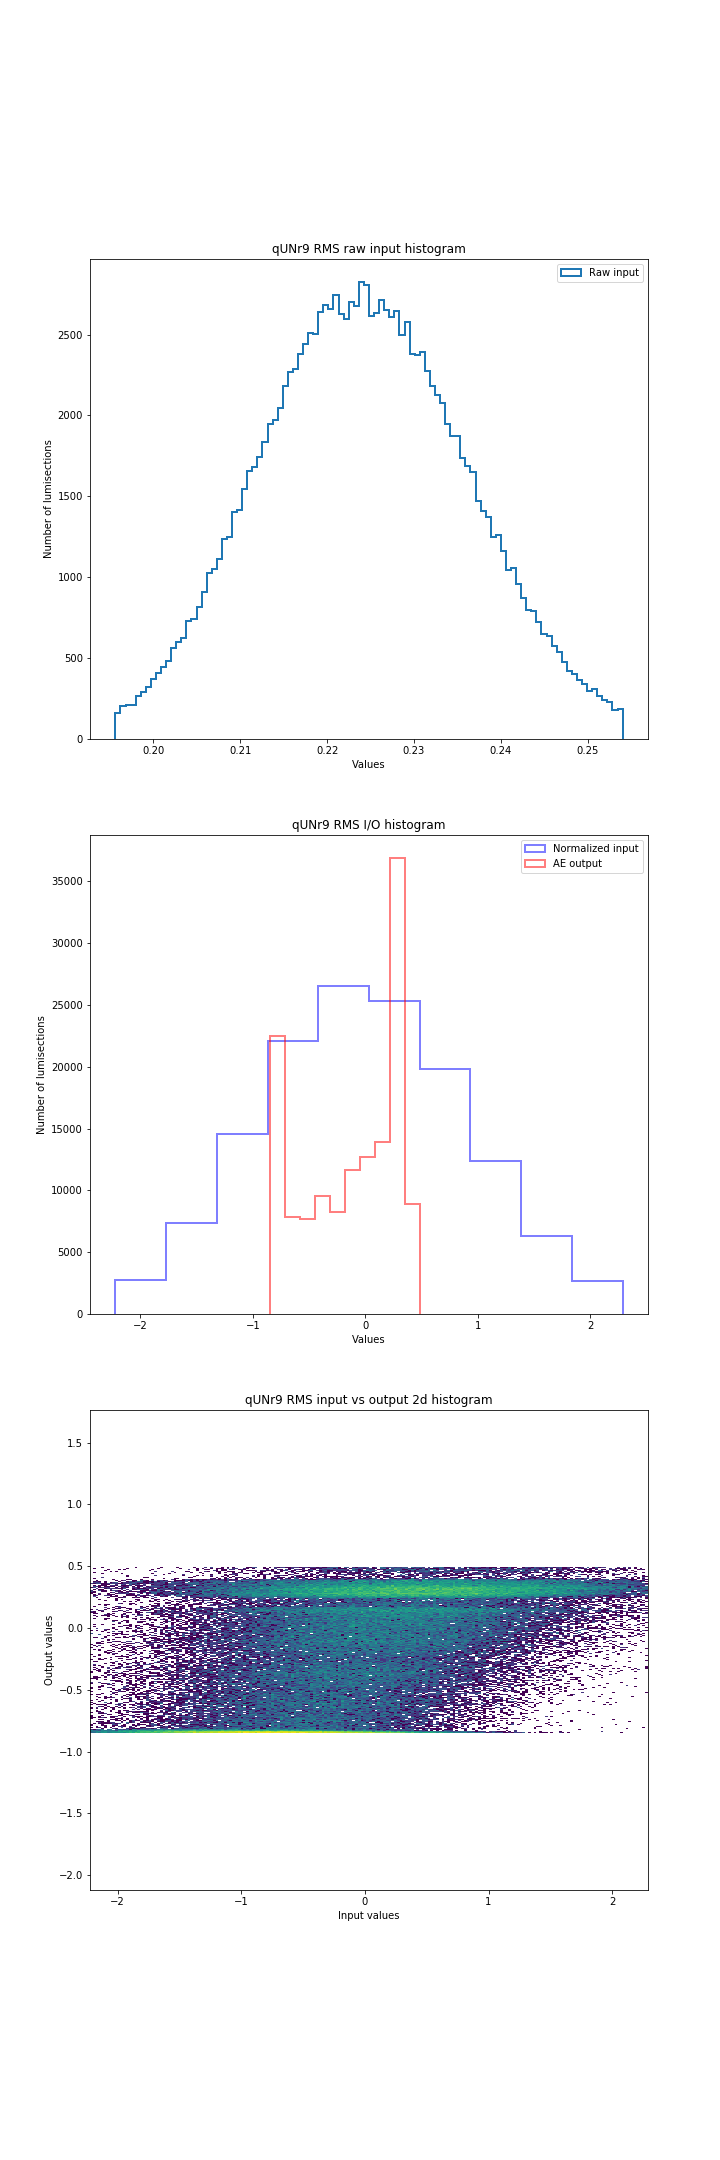 qUNr9 RMS raw input histogram
Raw input
2500
2000
1500
1000
500
0
Number of lumisections
0.20 0.21 0.22 0.23 0.24 0.25
Values
qUNr9 RMS I/O histogram
Normalized input
AE output
35000
30000
25000
20000
15000
10000
5000
0
Number of lumisections
−2 −1 0 1 2
Values
qUNr9 RMS input vs output 2d histogram
1.5
1.0
0.5
0.0
−0.5
−1.0
−1.5
−2.0
Output values
−2 −1 0 1 2
Input values